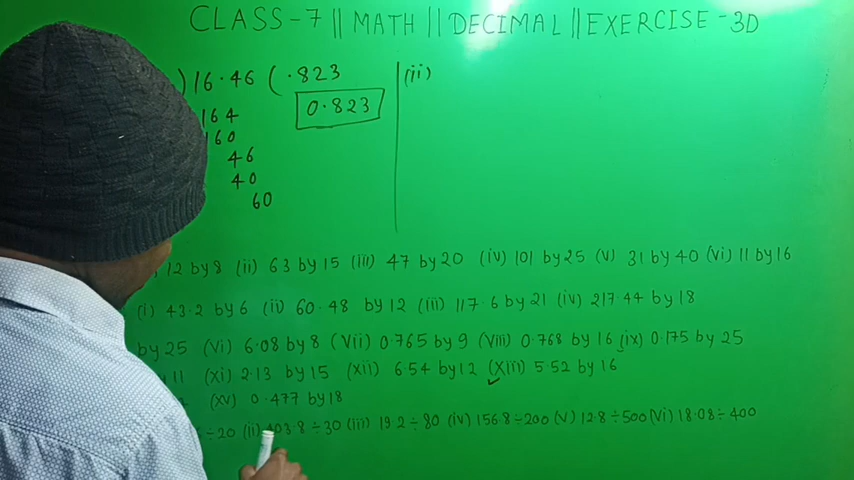 CLASS-7 || MATH || DECIMAL || EXERCISE-3D
) 16.46 ( .823
0.823
164
160
46
40
60
(ii)
12 by 8 (ii) 63 by 15 (iii) 47 by 20 (iv) 101 by 25 (v) 31 by 40 (vi) 11 by 16
(i) 43.2 by 6 (ii) 60.48 by 12 (iii) 117.6 by 21 (iv) 217.44 by 18
by 25 (vi) 6.08 by 8 (vii) 0.765 by 9 (viii) 0.768 by 16 (ix) 0.175 by 25
(xi) 2.13 by 15 (xii) 6.54 by 12 (xiii) 5.52 by 16
(xv) 0.477 by 18
÷20 (ii) 403.8÷30 (iii) 19.2÷80 (iv) 156.8÷200 (v) 12.8÷500 (vi) 18.08÷400